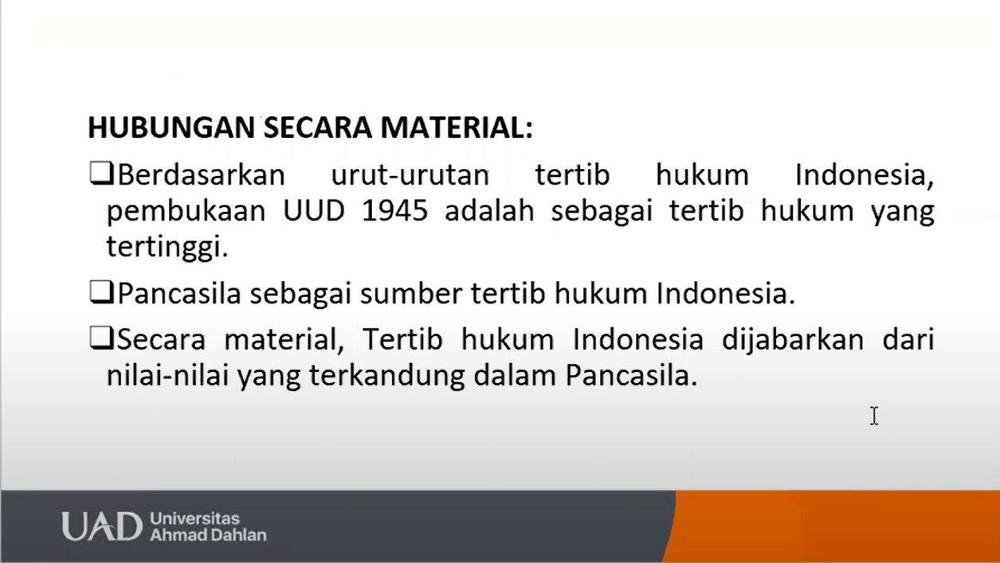 HUBUNGAN SECARA MATERIAL:
❑Berdasarkan urut-urutan tertib hukum Indonesia,
pembukaan UUD 1945 adalah sebagai tertib hukum yang
tertinggi.
❑Pancasila sebagai sumber tertib hukum Indonesia.
❑Secara material, Tertib hukum Indonesia dijabarkan dari
nilai-nilai yang terkandung dalam Pancasila.
UAD Universitas
Ahmad Dahlan